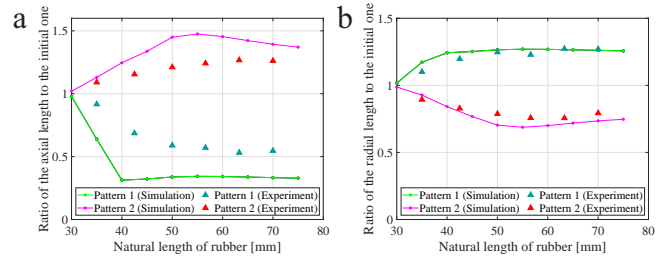 a
Ratio of the axial length to the initial one
1.5
1
0.5
0
Pattern 1 (Simulation)
Pattern 2 (Simulation)
Pattern 1 (Experiment)
Pattern 2 (Experiment)
30 40 50 60 70 80
Natural length of rubber [mm]
b
Ratio of the radial length to the initial one
1.5
1
0.5
0
Pattern 1 (Simulation)
Pattern 2 (Simulation)
Pattern 1 (Experiment)
Pattern 2 (Experiment)
30 40 50 60 70 80
Natural length of rubber [mm]